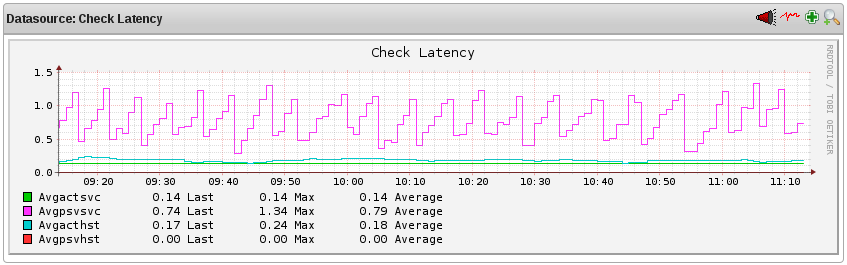 Datasource: Check Latency
Check Latency
RRDTOOL / TOBI OETIKER
1.5
1.0
0.5
0.0
09:20 09:30 09:40 09:50 10:00 10:10 10:20 10:30 10:40 10:50 11:00 11:10
Avgactsvc 0.14 Last 0.14 Max 0.14 Average
Avgpsvsvc 0.74 Last 1.34 Max 0.79 Average
Avgacthst 0.17 Last 0.24 Max 0.18 Average
Avgpsvhst 0.00 Last 0.00 Max 0.00 Average